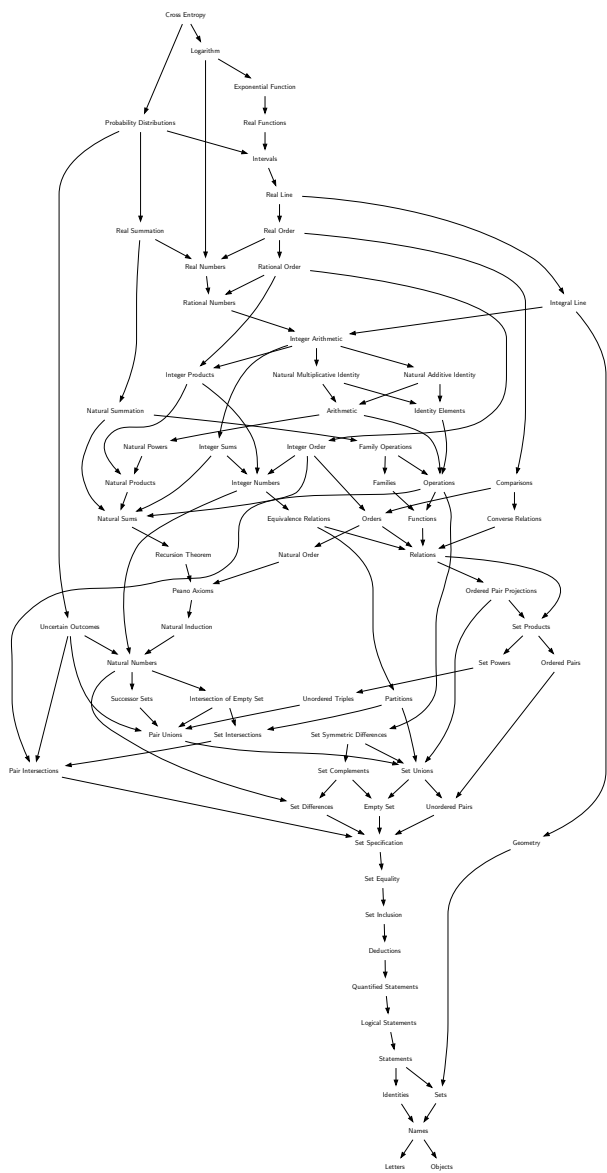 Cross Entropy
Logarithm
Exponential Function
Probability Distributions
Real Functions
Intervals
Real Line
Real Summation
Real Order
Real Numbers
Rational Order
Rational Numbers
Integral Line
Integer Arithmetic
Integer Products
Natural Multiplicative Identity
Natural Additive Identity
Natural Summation
Arithmetic
Identity Elements
Natural Powers
Integer Sums
Integer Order
Family Operations
Natural Products
Integer Numbers
Families
Operations
Comparisons
Natural Sums
Equivalence Relations
Orders
Functions
Converse Relations
Recursion Theorem
Natural Order
Relations
Peano Axioms
Ordered Pair Projections
Uncertain Outcomes
Natural Induction
Set Products
Natural Numbers
Set Powers
Ordered Pairs
Successor Sets
Intersection of Empty Set
Unordered Triples
Partitions
Pair Unions
Set Intersections
Set Symmetric Differences
Pair Intersections
Set Complements
Set Unions
Set Differences
Empty Set
Unordered Pairs
Set Specification
Geometry
Set Equality
Set Inclusion
Deductions
Quantified Statements
Logical Statements
Statements
Identities
Sets
Names
Letters
Objects